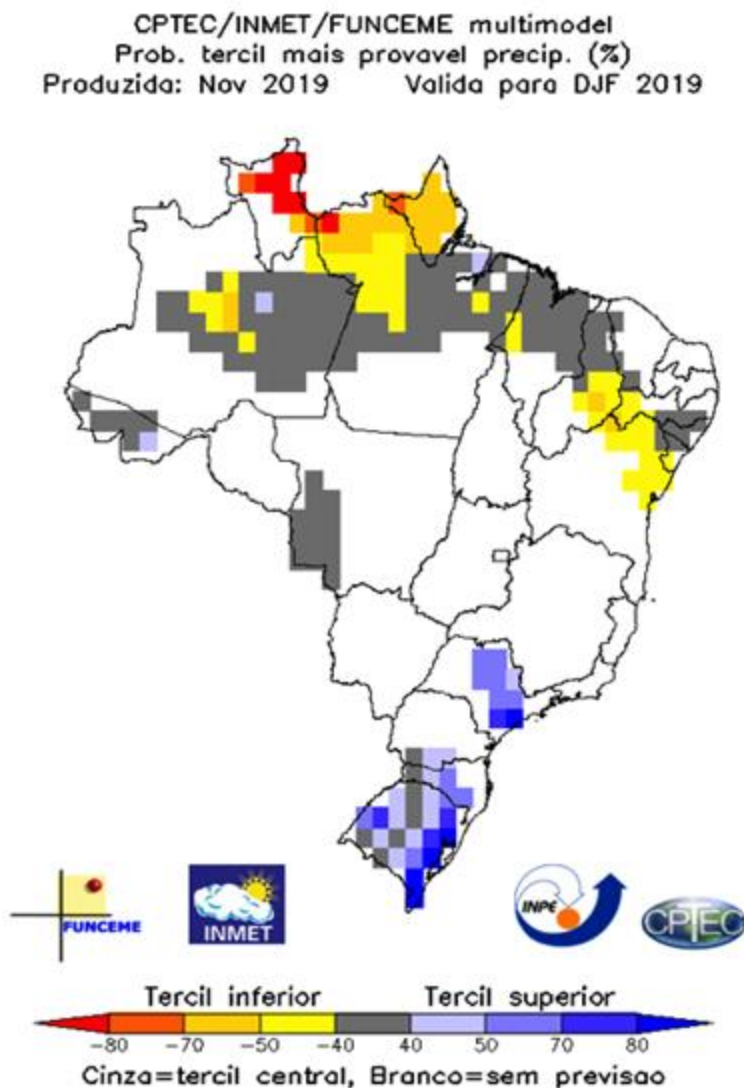 CPTEC/INMET/FUNCEME multimodel
Prob. tercil mais provavel precip. (%)
Produzida: Nov 2019 Valida para DJF 2019
FUNCEME
INMET
INPE
CPTEC
Tercil inferior Tercil superior
-80 -70 -50 -40 40 50 70 80
Cinza=tercil central, Branco=sem previsao